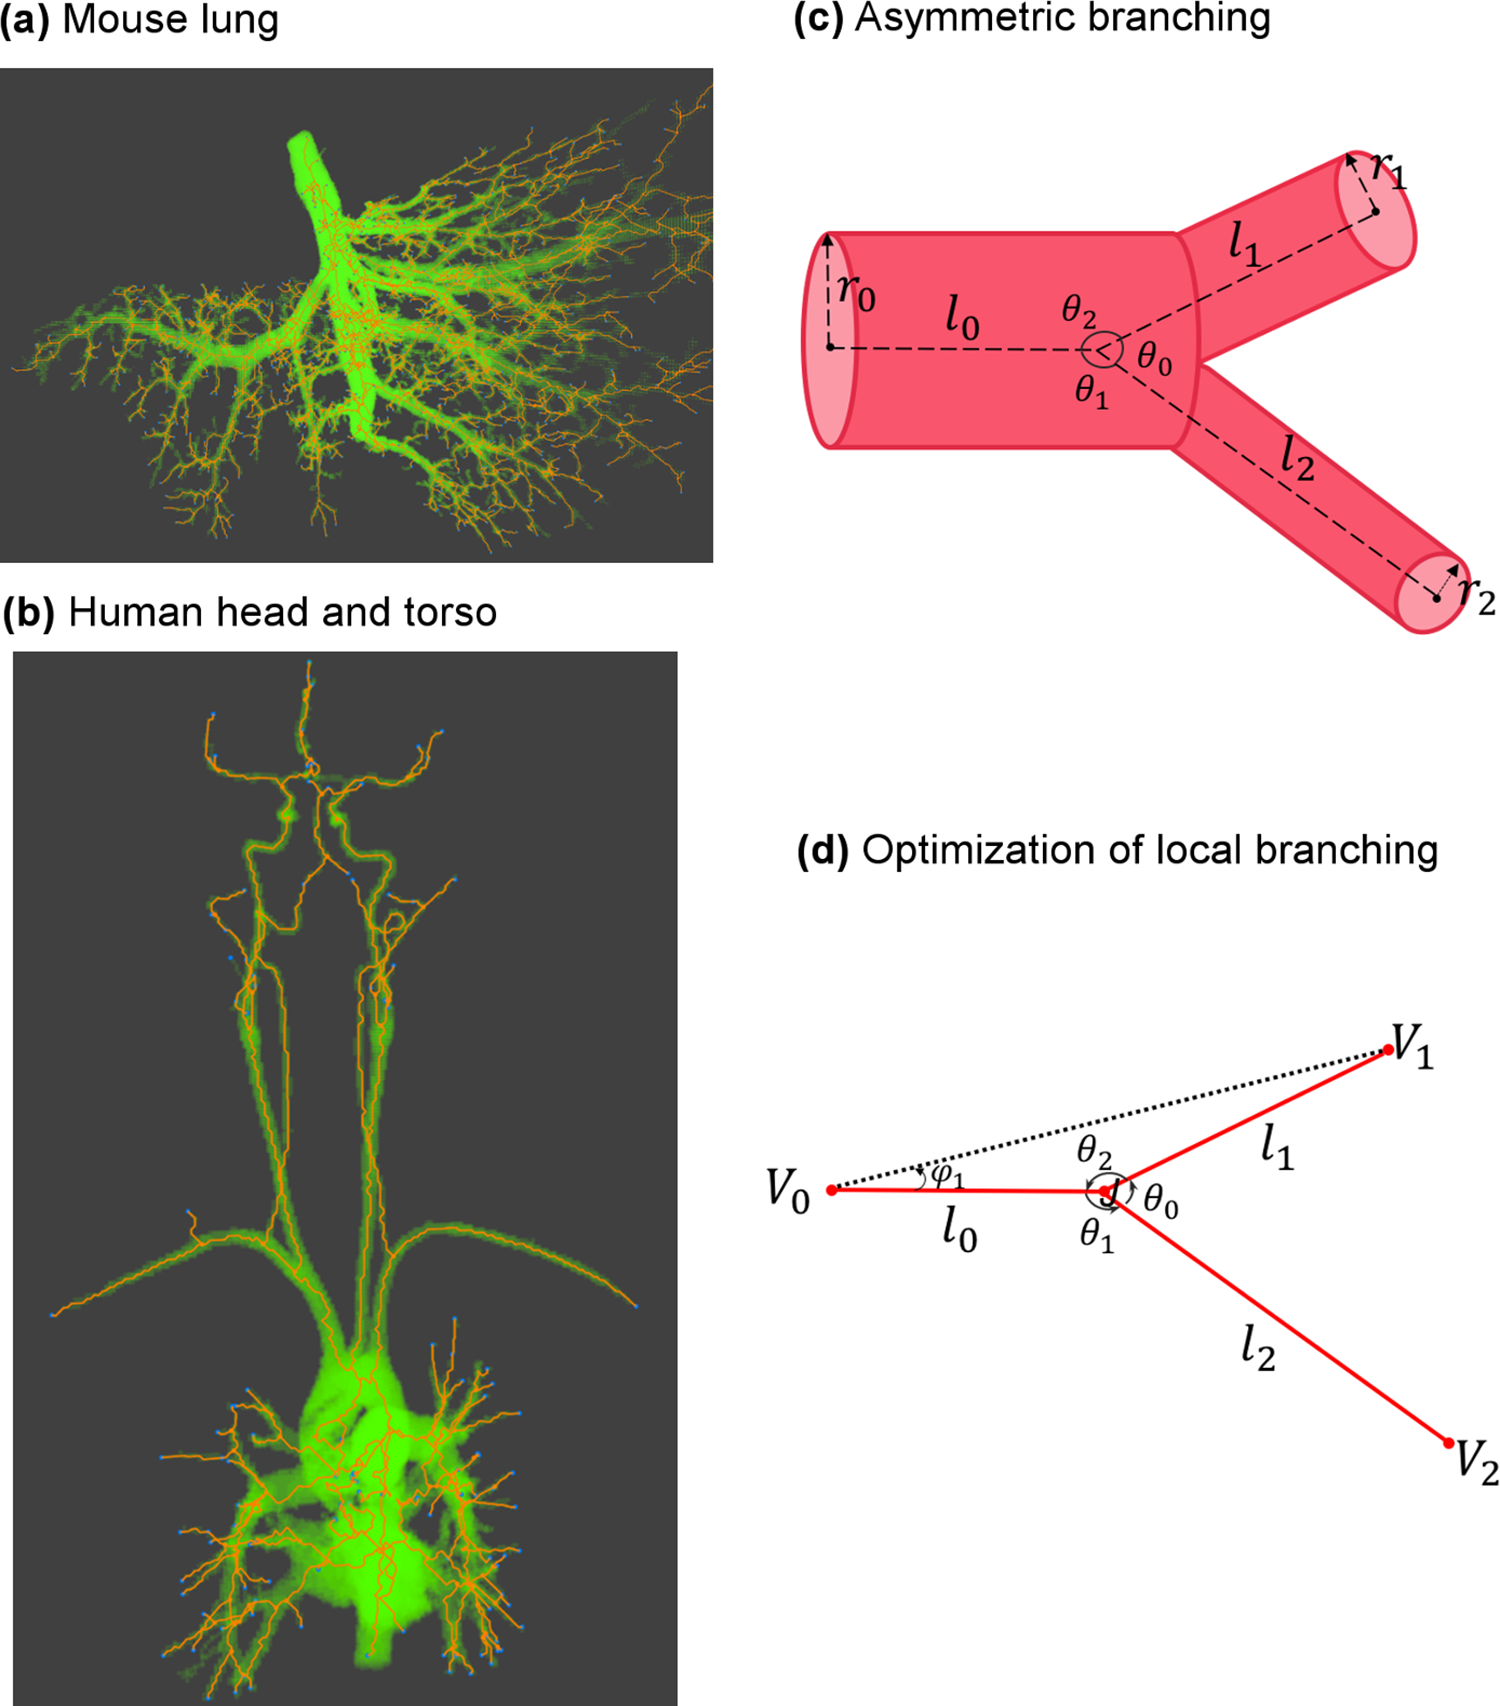 (a) Mouse lung
(b) Human head and torso
(c) Asymmetric branching
r₁
l₁
r₀
l₀
θ₂
θ₀
θ₁
l₂
r₂
(d) Optimization of local branching
V₁
l₁
θ₂
φ₁
V₀
J
θ₀
l₀
θ₁
l₂
V₂